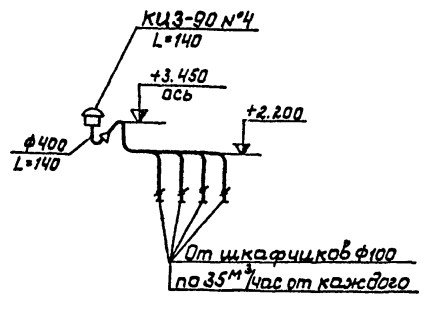 КЦЗ-90 №4
L=140
+3.450
ось
+2.200
ф400
L=140
От шкафчиков ф100
по 35м³/час от каждого